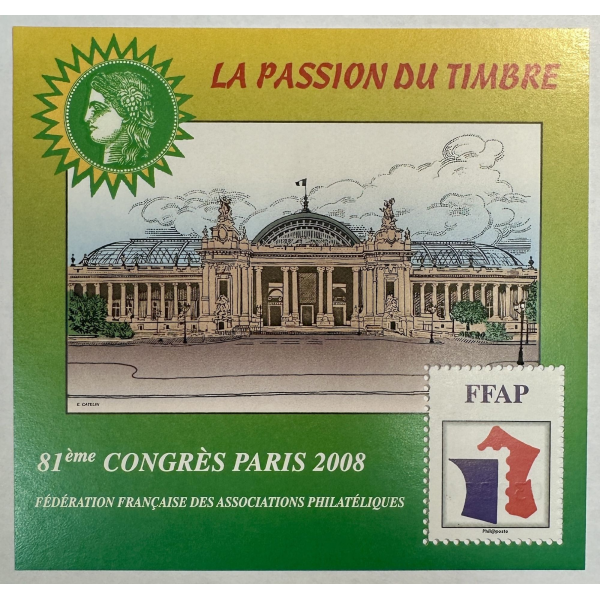 LA PASSION DU TIMBRE
E. CATELIN
FFAP
Phil@poste
81ème CONGRÈS PARIS 2008
FÉDÉRATION FRANÇAISE DES ASSOCIATIONS PHILATÉLIQUES